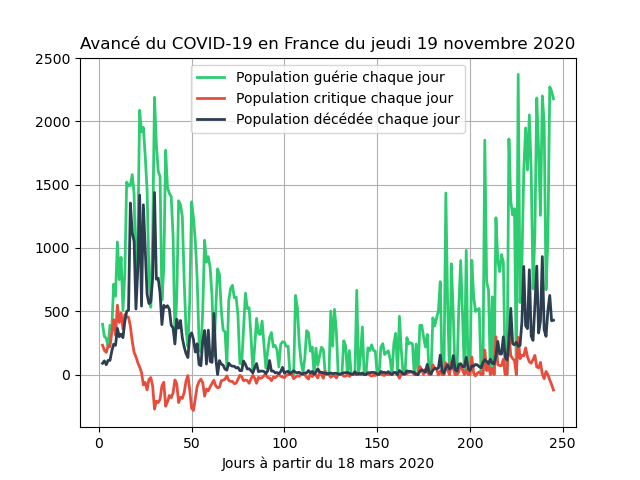 Avancé du COVID-19 en France du jeudi 19 novembre 2020
2500
2000
1500
1000
500
0
Population guérie chaque jour
Population critique chaque jour
Population décédée chaque jour
0 50 100 150 200 250
Jours à partir du 18 mars 2020